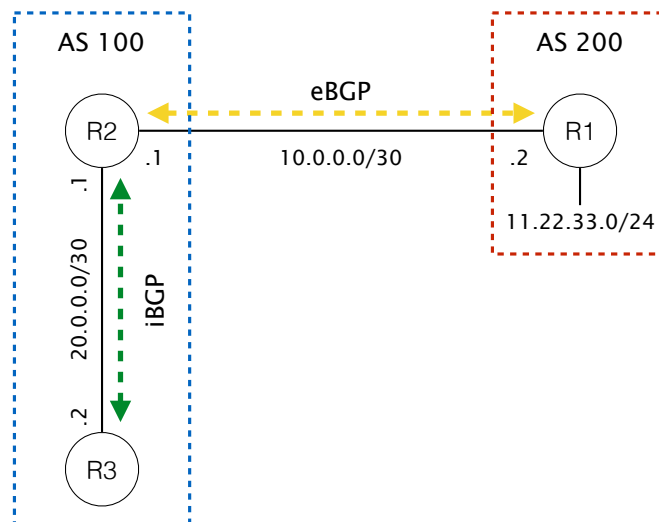 AS 100
AS 200
eBGP
R2
R1
.1
10.0.0.0/30
.2
.1
11.22.33.0/24
20.0.0.0/30
iBGP
.2
R3